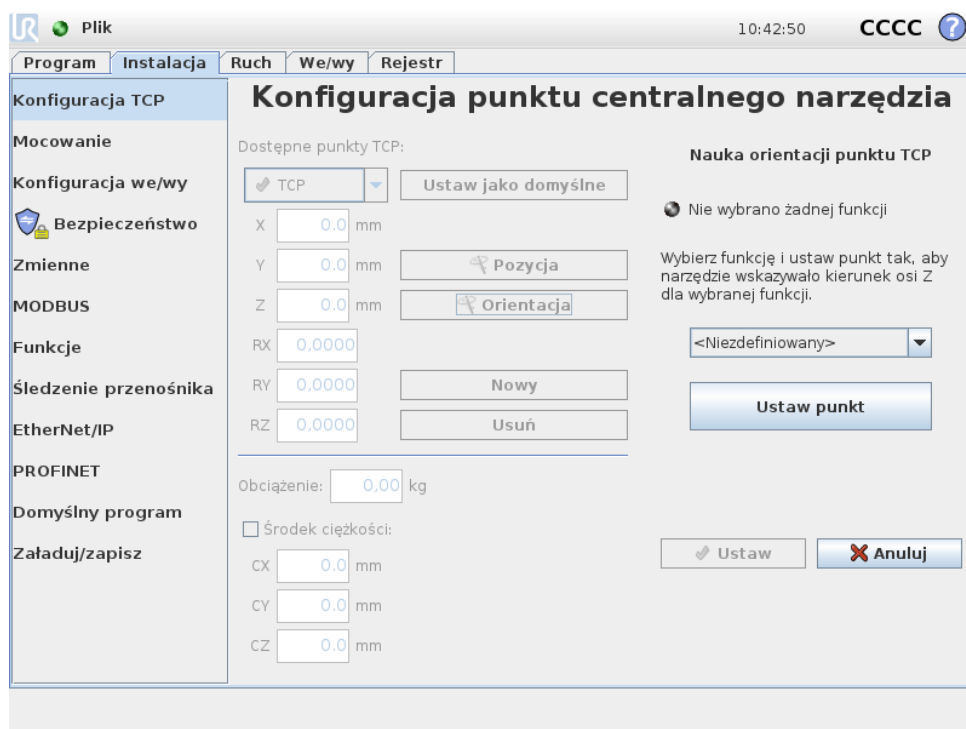 UR Plik 10:42:50 CCCC ?
Program Instalacja Ruch We/wy Rejestr
Konfiguracja TCP
Mocowanie
Konfiguracja we/wy
Bezpieczeństwo
Zmienne
MODBUS
Funkcje
Śledzenie przenośnika
EtherNet/IP
PROFINET
Domyślny program
Załaduj/zapisz
Konfiguracja punktu centralnego narzędzia
Dostępne punkty TCP:
TCP Ustaw jako domyślne
X 0.0 mm
Y 0.0 mm Pozycja
Z 0.0 mm Orientacja
RX 0,0000
RY 0,0000 Nowy
RZ 0,0000 Usuń
Obciążenie: 0,00 kg
Środek ciężkości:
CX 0.0 mm
CY 0.0 mm
CZ 0.0 mm
Nauka orientacji punktu TCP
Nie wybrano żadnej funkcji
Wybierz funkcję i ustaw punkt tak, aby
narzędzie wskazywało kierunek osi Z
dla wybranej funkcji.
<Niezdefiniowany>
Ustaw punkt
Ustaw Anuluj